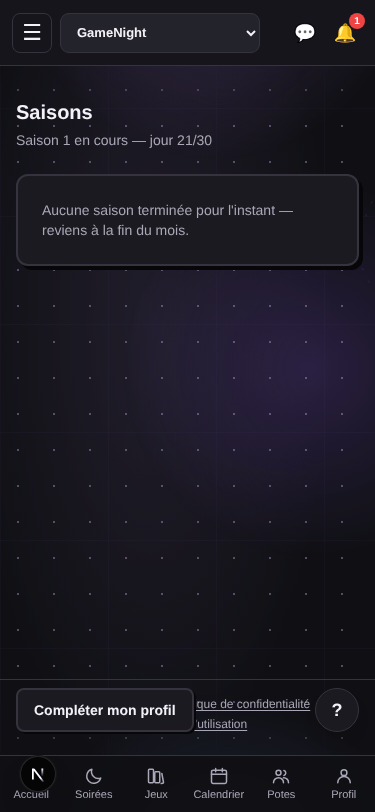 GameNight
1
Saisons
Saison 1 en cours — jour 21/30
Aucune saison terminée pour l'instant —
reviens à la fin du mois.
Compléter mon profil
de confidentialité
utilisation
?
N
Accueil
Soirées
Jeux
Calendrier
Potes
Profil